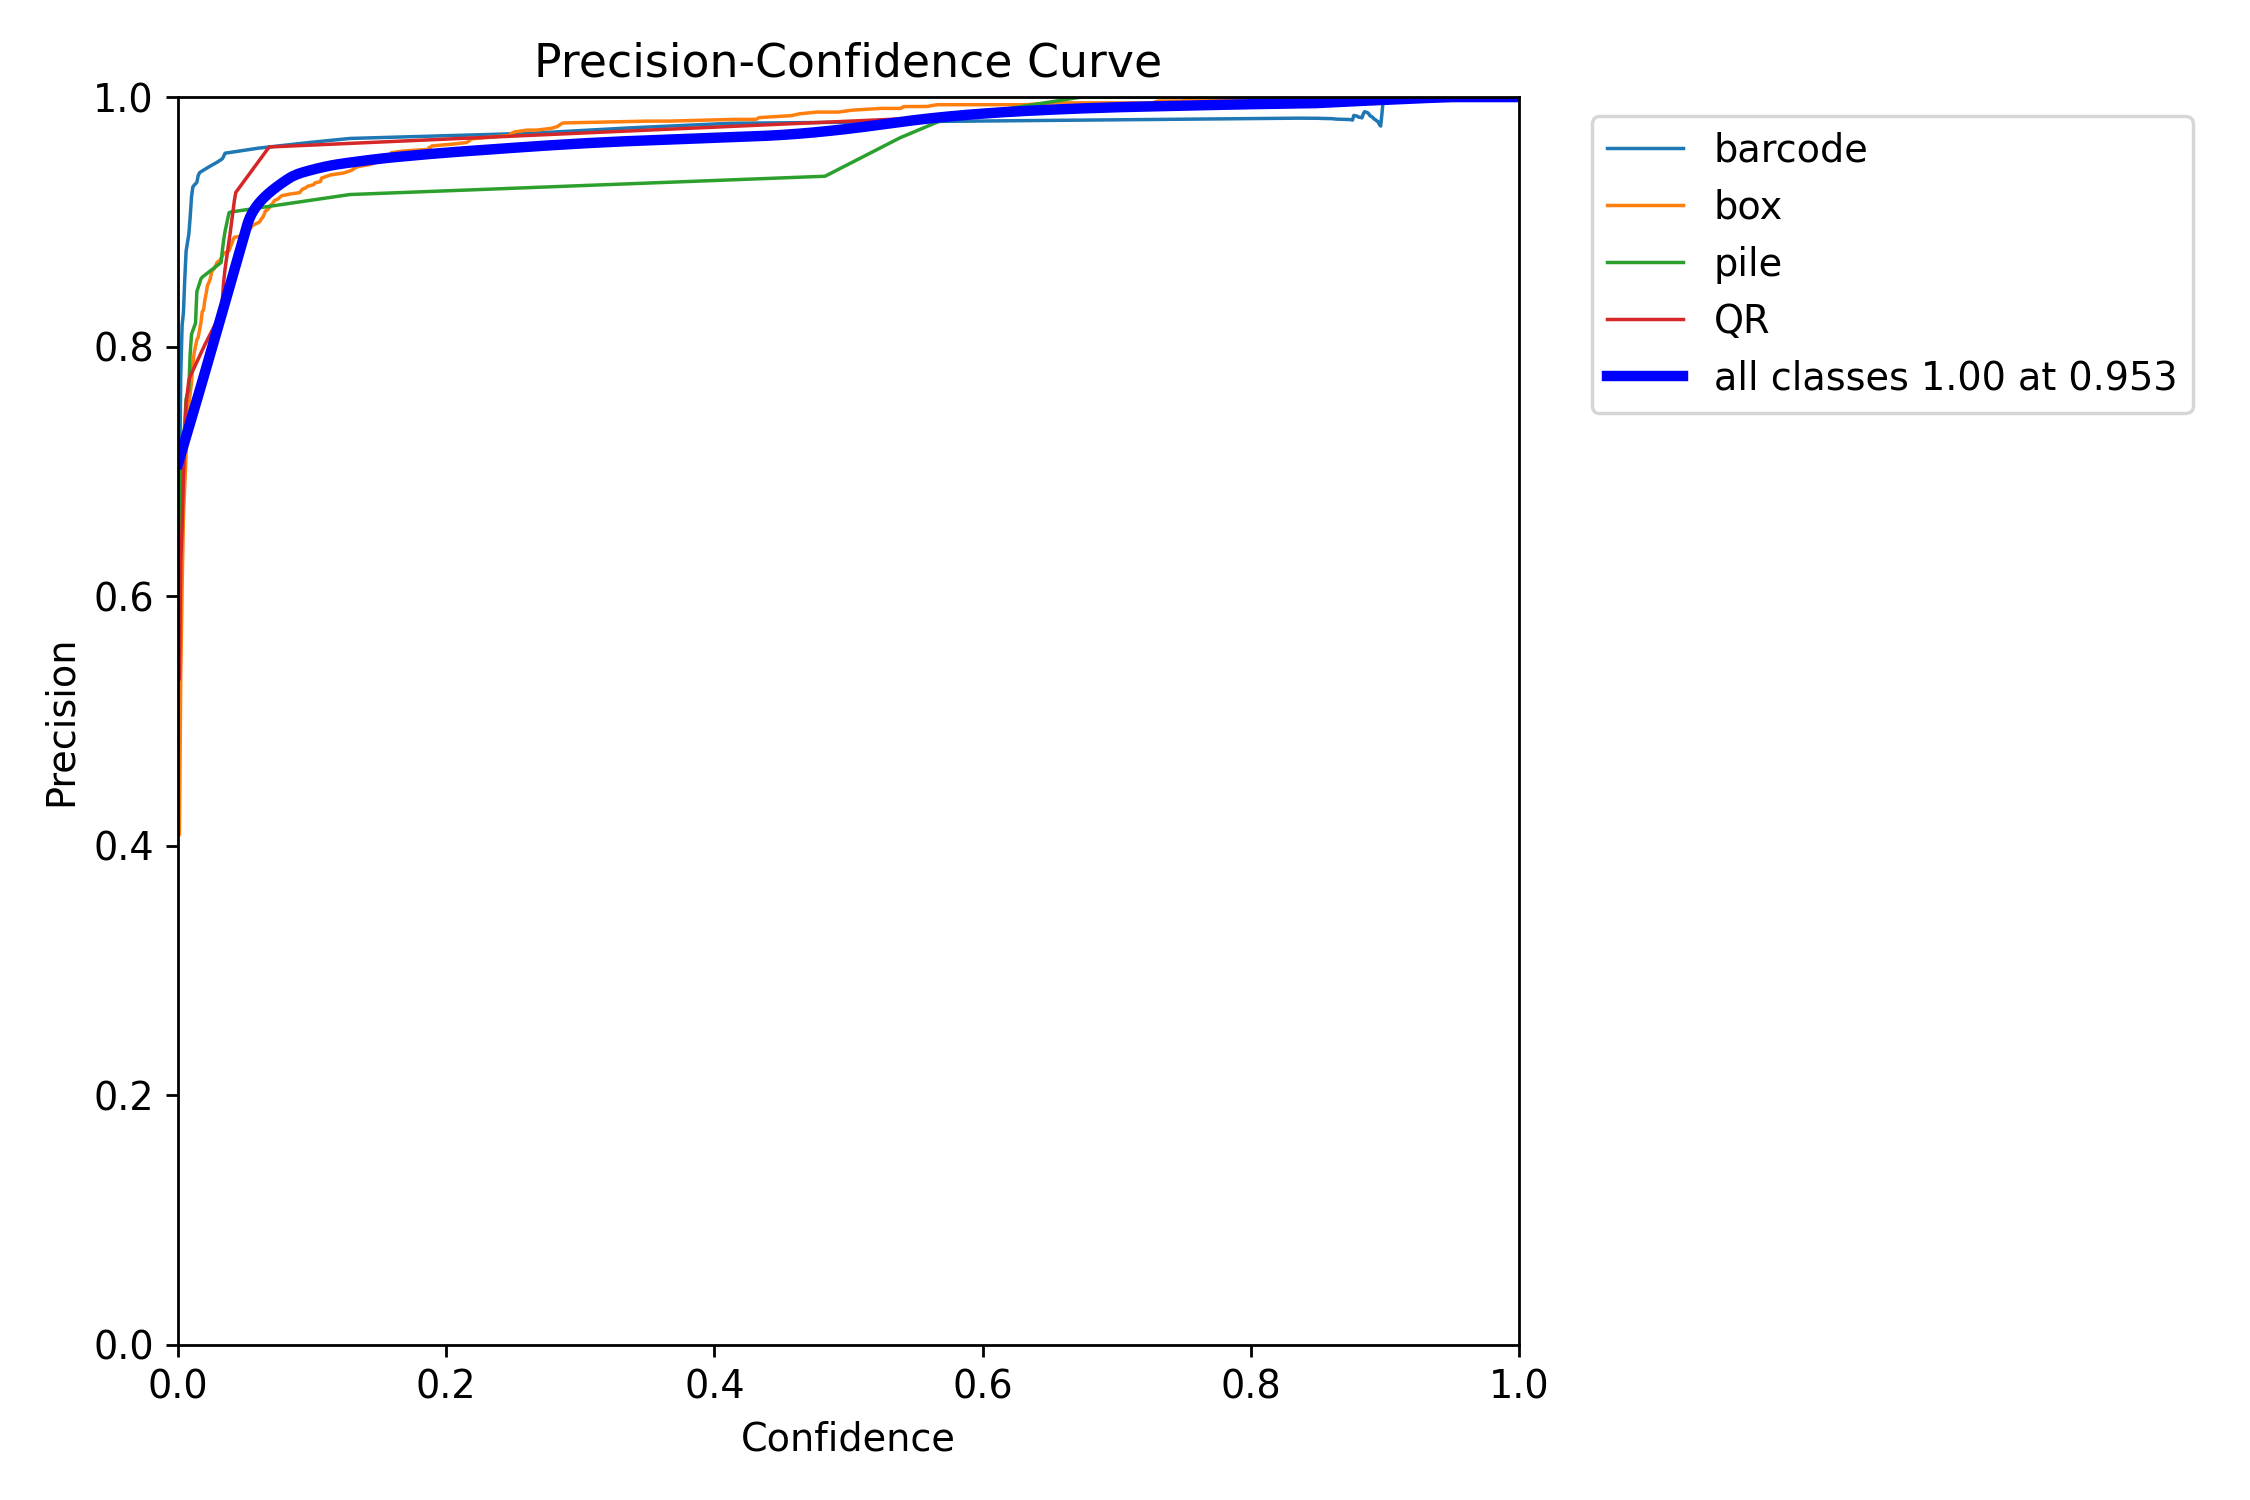 Precision-Confidence Curve
1.0
0.8
0.6
0.4
0.2
0.0
Precision
0.0 0.2 0.4 0.6 0.8 1.0
Confidence
barcode
box
pile
QR
all classes 1.00 at 0.953